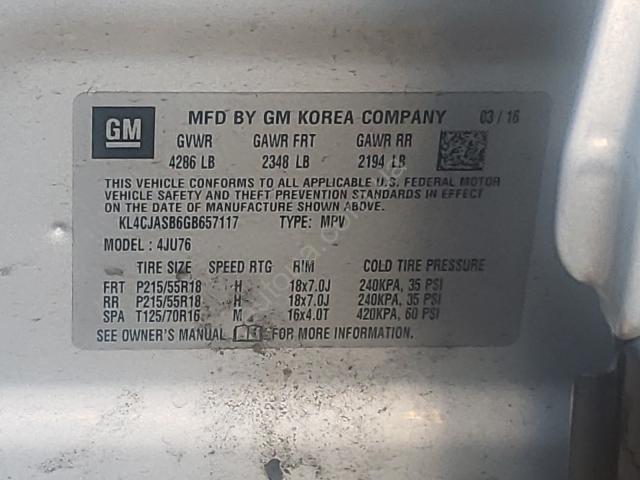 GM
MFD BY GM KOREA COMPANY 03 / 16
GVWR GAWR FRT GAWR RR
4286 LB 2348 LB 2194 LB
THIS VEHICLE CONFORMS TO ALL APPLICABLE U.S. FEDERAL MOTOR
VEHICLE SAFETY AND THEFT PREVENTION STANDARDS IN EFFECT
ON THE DATE OF MANUFACTURE SHOWN ABOVE.
KL4CJASB6GB657117 TYPE: MPV
MODEL : 4JU76
TIRE SIZE SPEED RTG RIM COLD TIRE PRESSURE
FRT P215/55R18 H 18x7.0J 240KPA, 35 PSI
RR P215/55R18 H 18x7.0J 240KPA, 35 PSI
SPA T125/70R16 M 16x4.0T 420KPA, 60 PSI
SEE OWNER'S MANUAL FOR MORE INFORMATION.